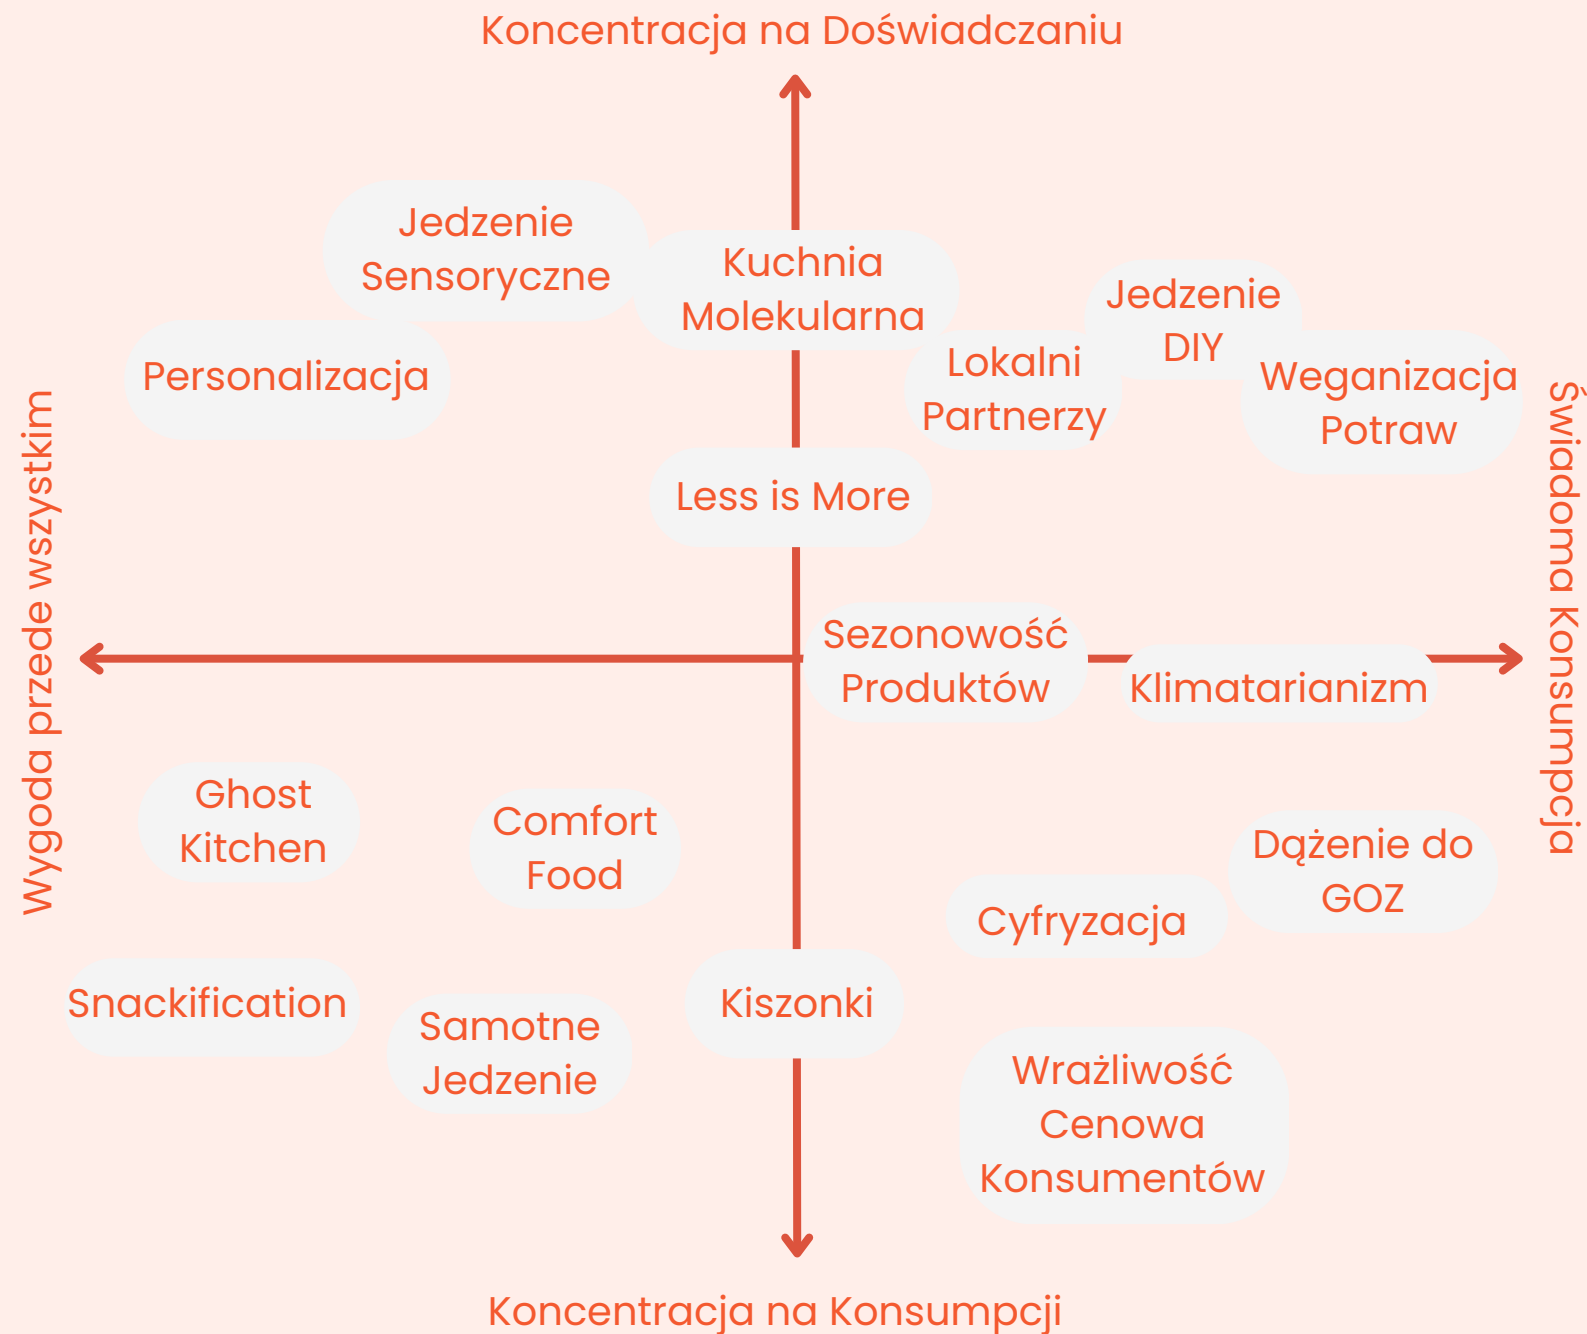 Koncentracja na Doświadczaniu
Jedzenie
Sensoryczne
Kuchnia
Molekularna
Jedzenie
DIY
Personalizacja
Lokalni
Partnerzy
Weganizacja
Potraw
Wygoda przede wszystkim
Świadoma Konsumpcja
Less is More
Sezonowość
Produktów
Klimatarianizm
Ghost
Kitchen
Comfort
Food
Dążenie do
GOZ
Cyfryzacja
Snackification
Samotne
Jedzenie
Kiszonki
Wrażliwość
Cenowa
Konsumentów
Koncentracja na Konsumpcji